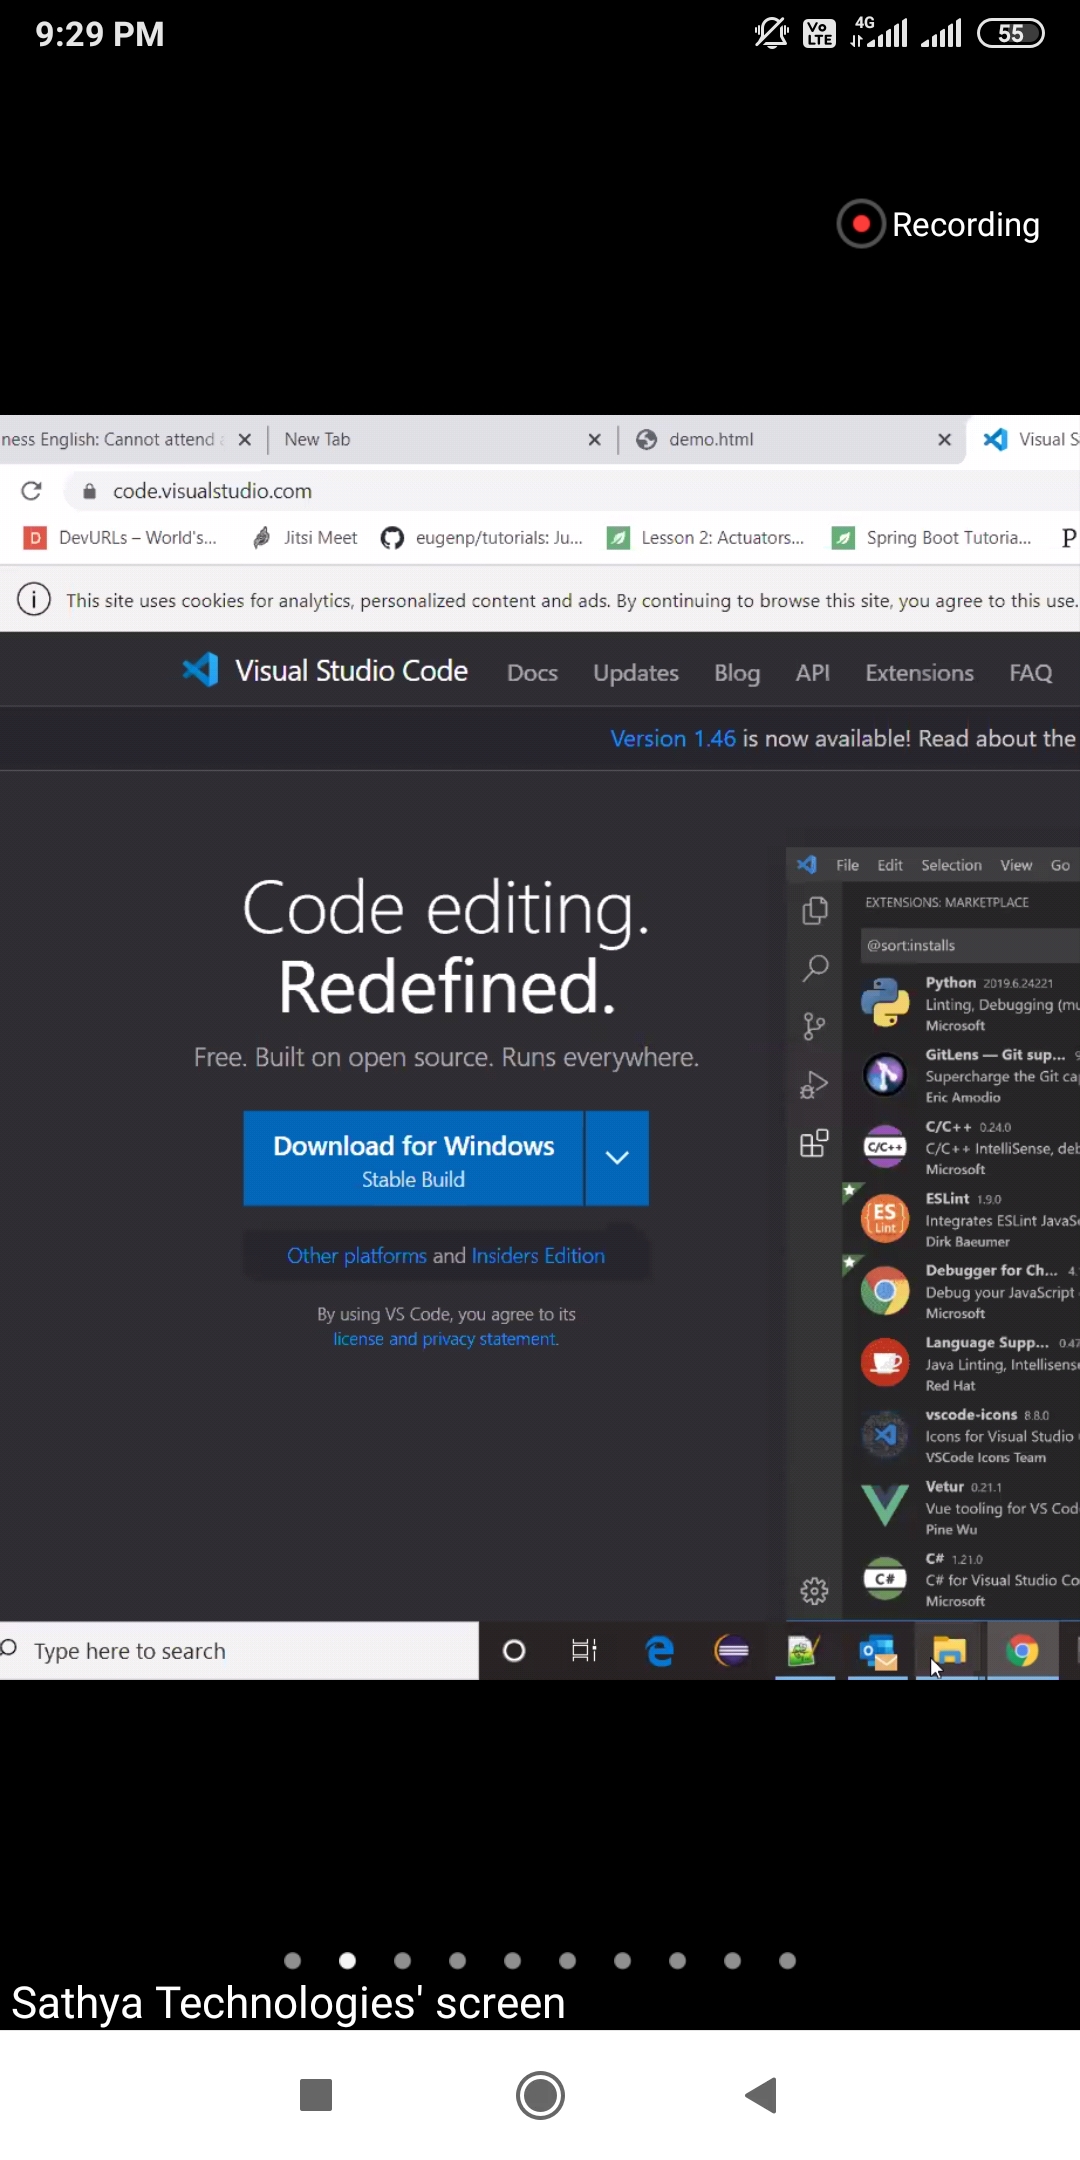 9:29 PM
Vo
LTE
4G
55
Recording
ness English: Cannot attend
New Tab
demo.html
Visual S
code.visualstudio.com
D DevURLs – World's...
Jitsi Meet
eugenp/tutorials: Ju...
Lesson 2: Actuators...
Spring Boot Tutoria...
P
This site uses cookies for analytics, personalized content and ads. By continuing to browse this site, you agree to this use.
Visual Studio Code
Docs
Updates
Blog
API
Extensions
FAQ
Version 1.46 is now available! Read about the
File
Edit
Selection
View
Go
EXTENSIONS: MARKETPLACE
@sort:installs
Code editing.
Redefined.
Free. Built on open source. Runs everywhere.
Download for Windows
Stable Build
Other platforms and Insiders Edition
By using VS Code, you agree to its
license and privacy statement.
Python 2019.6.24221
Linting, Debugging (mu
Microsoft
GitLens — Git sup... 9
Supercharge the Git ca
Eric Amodio
C/C++
C/C++ 0.24.0
C/C++ IntelliSense, deb
Microsoft
ES
Lint
ESLint 1.9.0
Integrates ESLint JavaS
Dirk Baeumer
Debugger for Ch... 4.
Debug your JavaScript
Microsoft
Language Supp... 0.47
Java Linting, Intellisense
Red Hat
vscode-icons 8.8.0
Icons for Visual Studio
VSCode Icons Team
Vetur 0.21.1
Vue tooling for VS Cod
Pine Wu
C#
C# 1.21.0
C# for Visual Studio Co
Microsoft
Type here to search
Sathya Technologies' screen